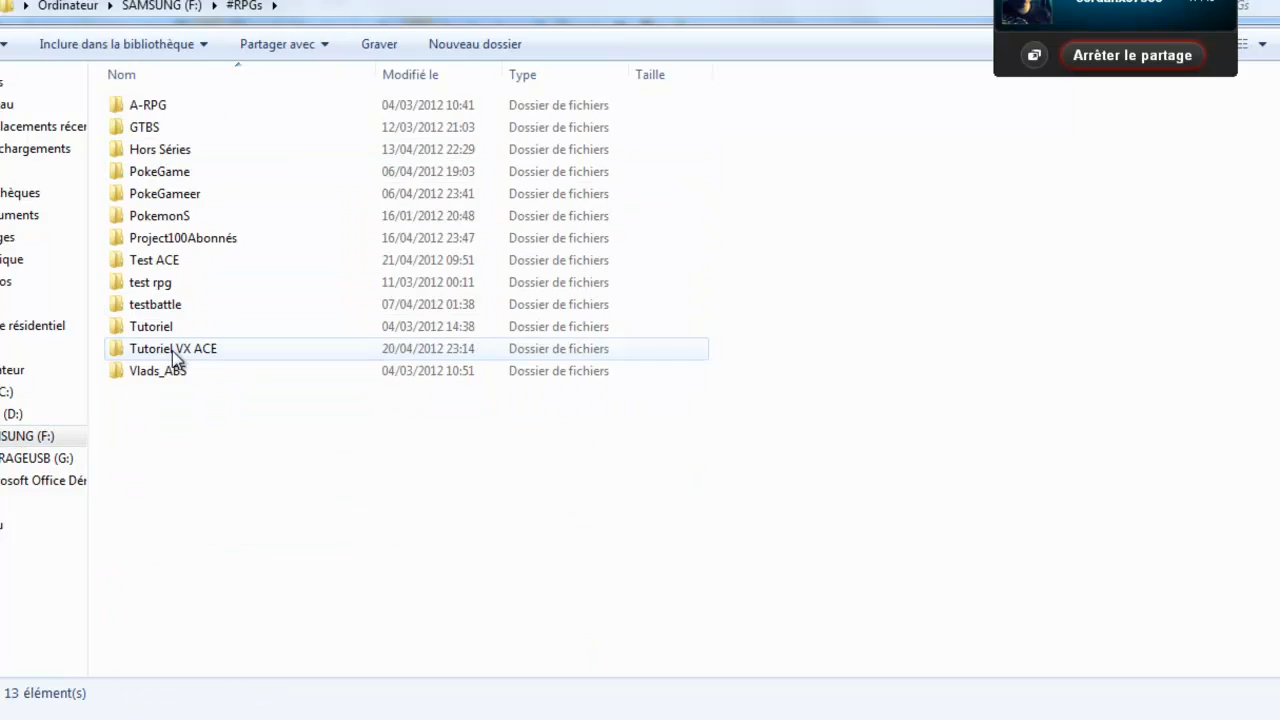 Ordinateur SAMSUNG (F:) #RPGs
Inclure dans la bibliothèque Partager avec Graver Nouveau dossier
Arrêter le partage
Nom Modifié le Type Taille
A-RPG 04/03/2012 10:41 Dossier de fichiers
au GTBS 12/03/2012 21:03 Dossier de fichiers
lacements récer Hors Séries 13/04/2012 22:29 Dossier de fichiers
chargements
PokeGame 06/04/2012 19:03 Dossier de fichiers
thèques PokeGameer 06/04/2012 23:41 Dossier de fichiers
uments PokemonS 16/01/2012 20:48 Dossier de fichiers
ges Project100Abonnés 16/04/2012 23:47 Dossier de fichiers
ique Test ACE 21/04/2012 09:51 Dossier de fichiers
os test rpg 11/03/2012 00:11 Dossier de fichiers
testbattle 07/04/2012 01:38 Dossier de fichiers
e résidentiel Tutoriel 04/03/2012 14:38 Dossier de fichiers
Tutoriel VX ACE 20/04/2012 23:14 Dossier de fichiers
ateur Vlads_ABS 04/03/2012 10:51 Dossier de fichiers
C:)
(D:)
SUNG (F:)
RAGEUSB (G:)
osoft Office Dér
13 élément(s)